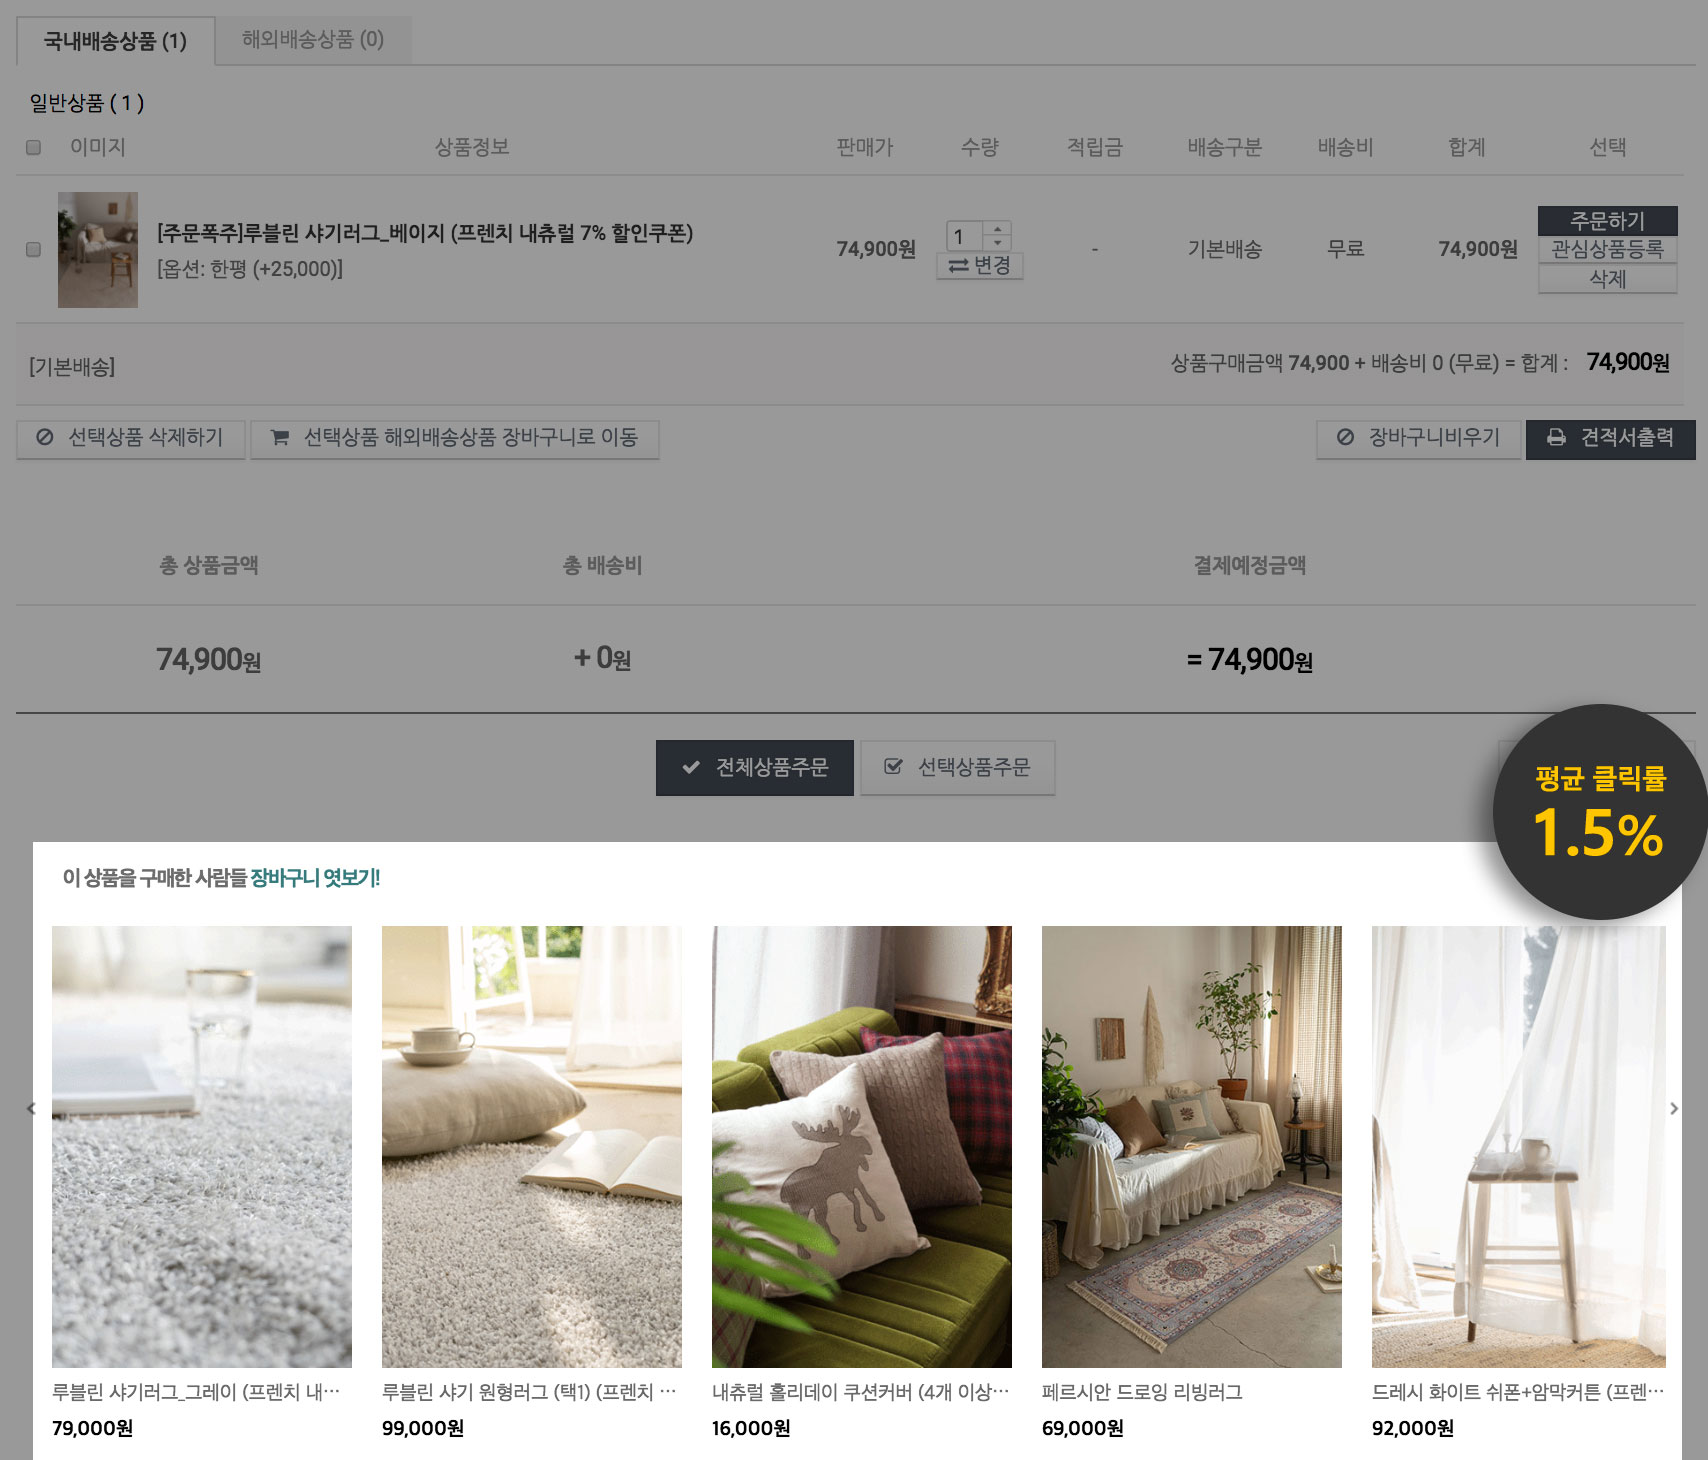 국내배송상품 (1)
해외배송상품 (0)
일반상품 ( 1 )
이미지
상품정보
판매가
수량
적립금
배송구분
배송비
합계
선택
[주문폭주]루블린 샤기러그_베이지 (프렌치 내츄럴 7% 할인쿠폰)
[옵션: 한평 (+25,000)]
74,900원
1
변경
-
기본배송
무료
74,900원
주문하기
관심상품등록
삭제
[기본배송]
상품구매금액 74,900 + 배송비 0 (무료) = 합계 : 74,900원
선택상품 삭제하기
선택상품 해외배송상품 장바구니로 이동
장바구니비우기
견적서출력
총 상품금액
총 배송비
결제예정금액
74,900원
+ 0원
= 74,900원
전체상품주문
선택상품주문
평균 클릭률
1.5%
이 상품을 구매한 사람들 장바구니 엿보기!
루블린 샤기러그_그레이 (프렌치 내…
79,000원
루블린 샤기 원형러그 (택1) (프렌치 …
99,000원
내츄럴 홀리데이 쿠션커버 (4개 이상…
16,000원
페르시안 드로잉 리빙러그
69,000원
드레시 화이트 쉬폰+암막커튼 (프렌…
92,000원